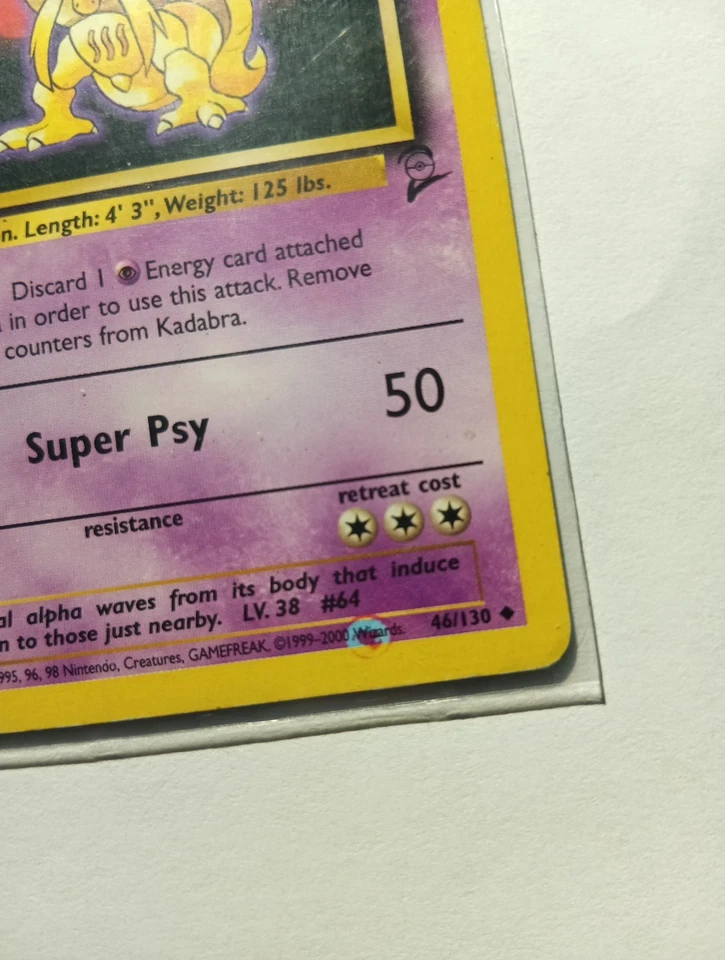 n. Length: 4' 3", Weight: 125 lbs.
Discard 1 Energy card attached
in order to use this attack. Remove
counters from Kadabra.
Super Psy 50
resistance retreat cost
al alpha waves from its body that induce
n to those just nearby. LV. 38 #64
995, 96, 98 Nintendo, Creatures, GAMEFREAK. ©1999–2000 Wizards. 46/130